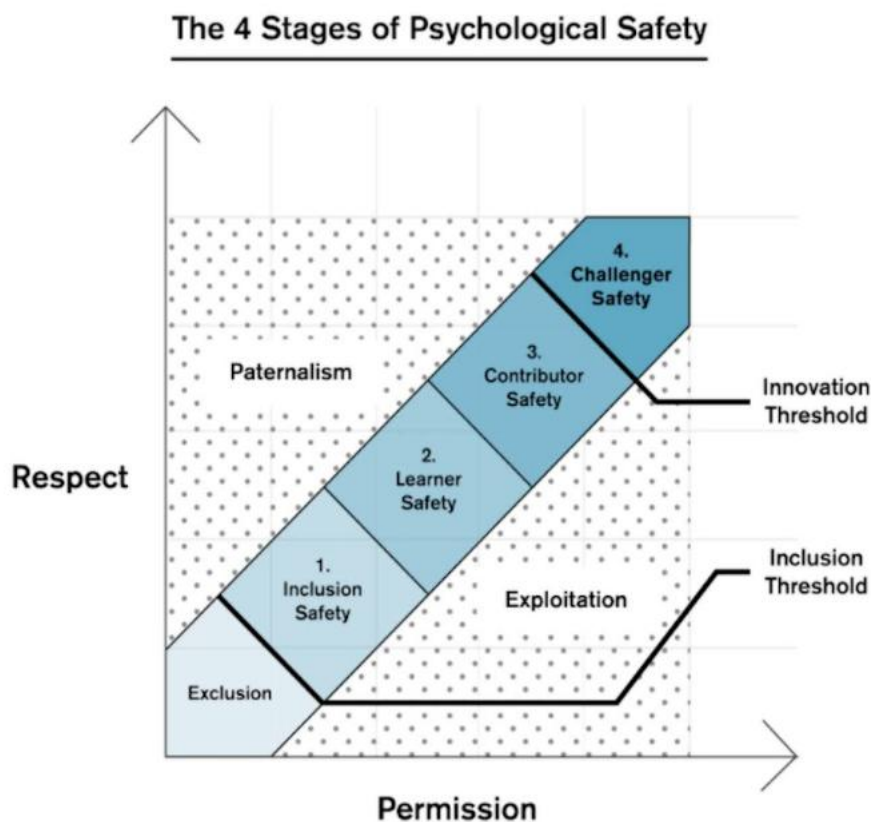 The 4 Stages of Psychological Safety
4.
Challenger
Safety
Paternalism
3.
Contributor
Safety
Innovation
Threshold
Respect
2.
Learner
Safety
1.
Inclusion
Safety
Exploitation
Inclusion
Threshold
Exclusion
Permission